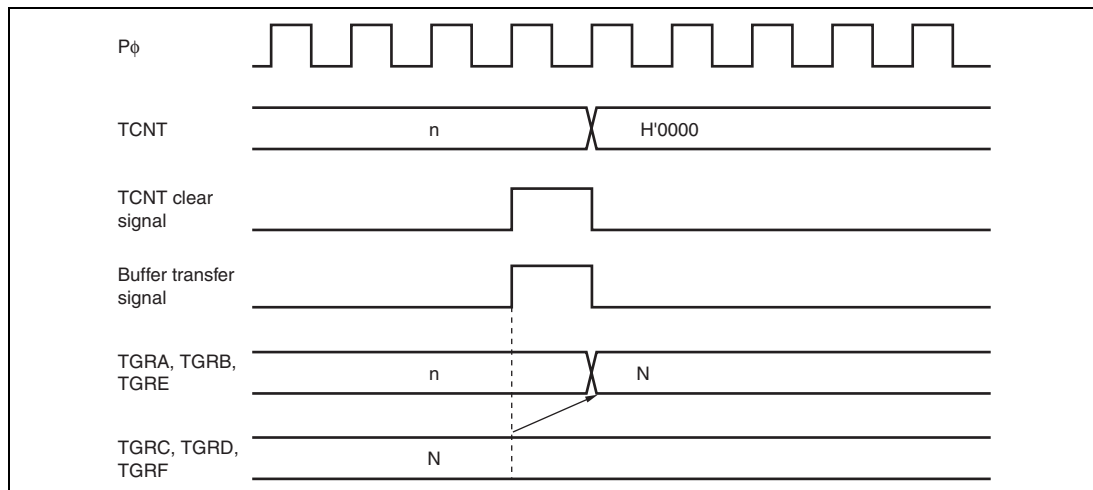 Pϕ
TCNT
n
H'0000
TCNT clear
signal
Buffer transfer
signal
TGRA, TGRB,
TGRE
n
N
TGRC, TGRD,
TGRF
N